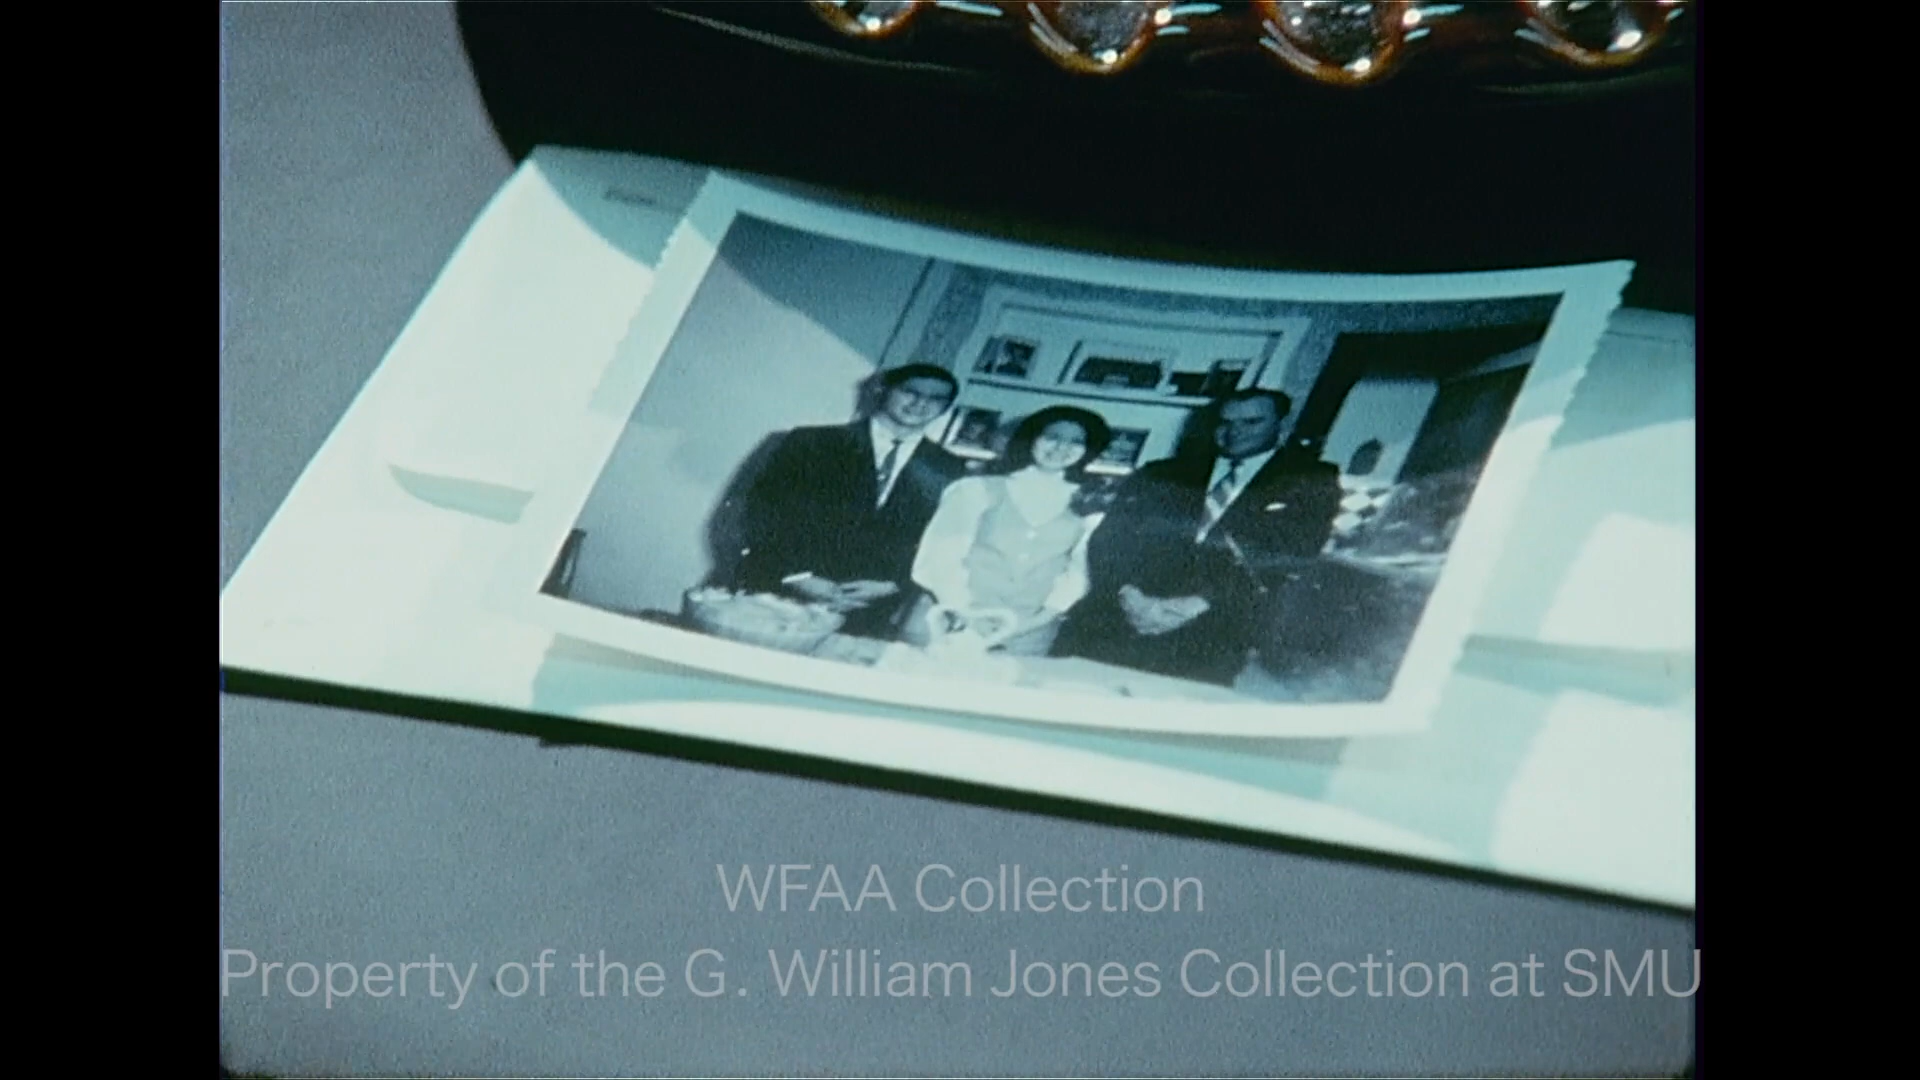 WFAA Collection
Property of the G. William Jones Collection at SMU